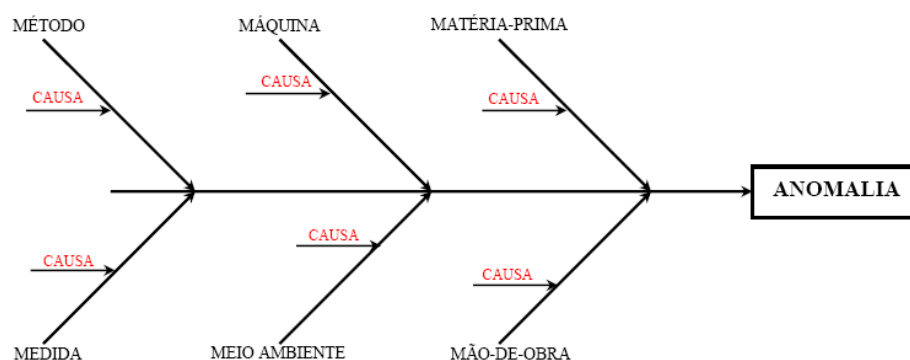 MÉTODO
MÁQUINA
MATÉRIA-PRIMA
CAUSA
CAUSA
CAUSA
ANOMALIA
CAUSA
CAUSA
CAUSA
MEDIDA
MEIO AMBIENTE
MÃO-DE-OBRA